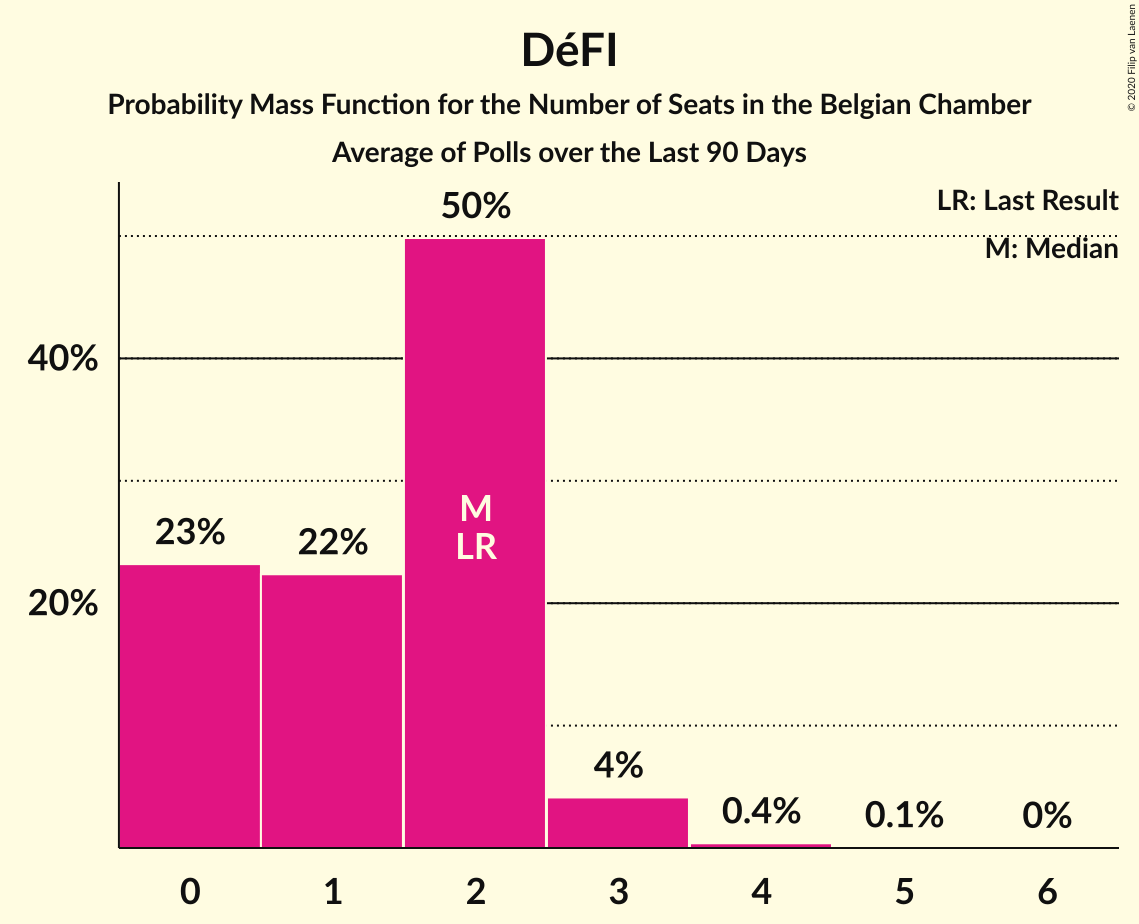 DéFI
Probability Mass Function for the Number of Seats in the Belgian Chamber
Average of Polls over the Last 90 Days
© 2020 Filip van Laenen
LR: Last Result
M: Median
50%
40%
23%
22%
M
LR
20%
4%
0.4%
0.1%
0%
0 1 2 3 4 5 6